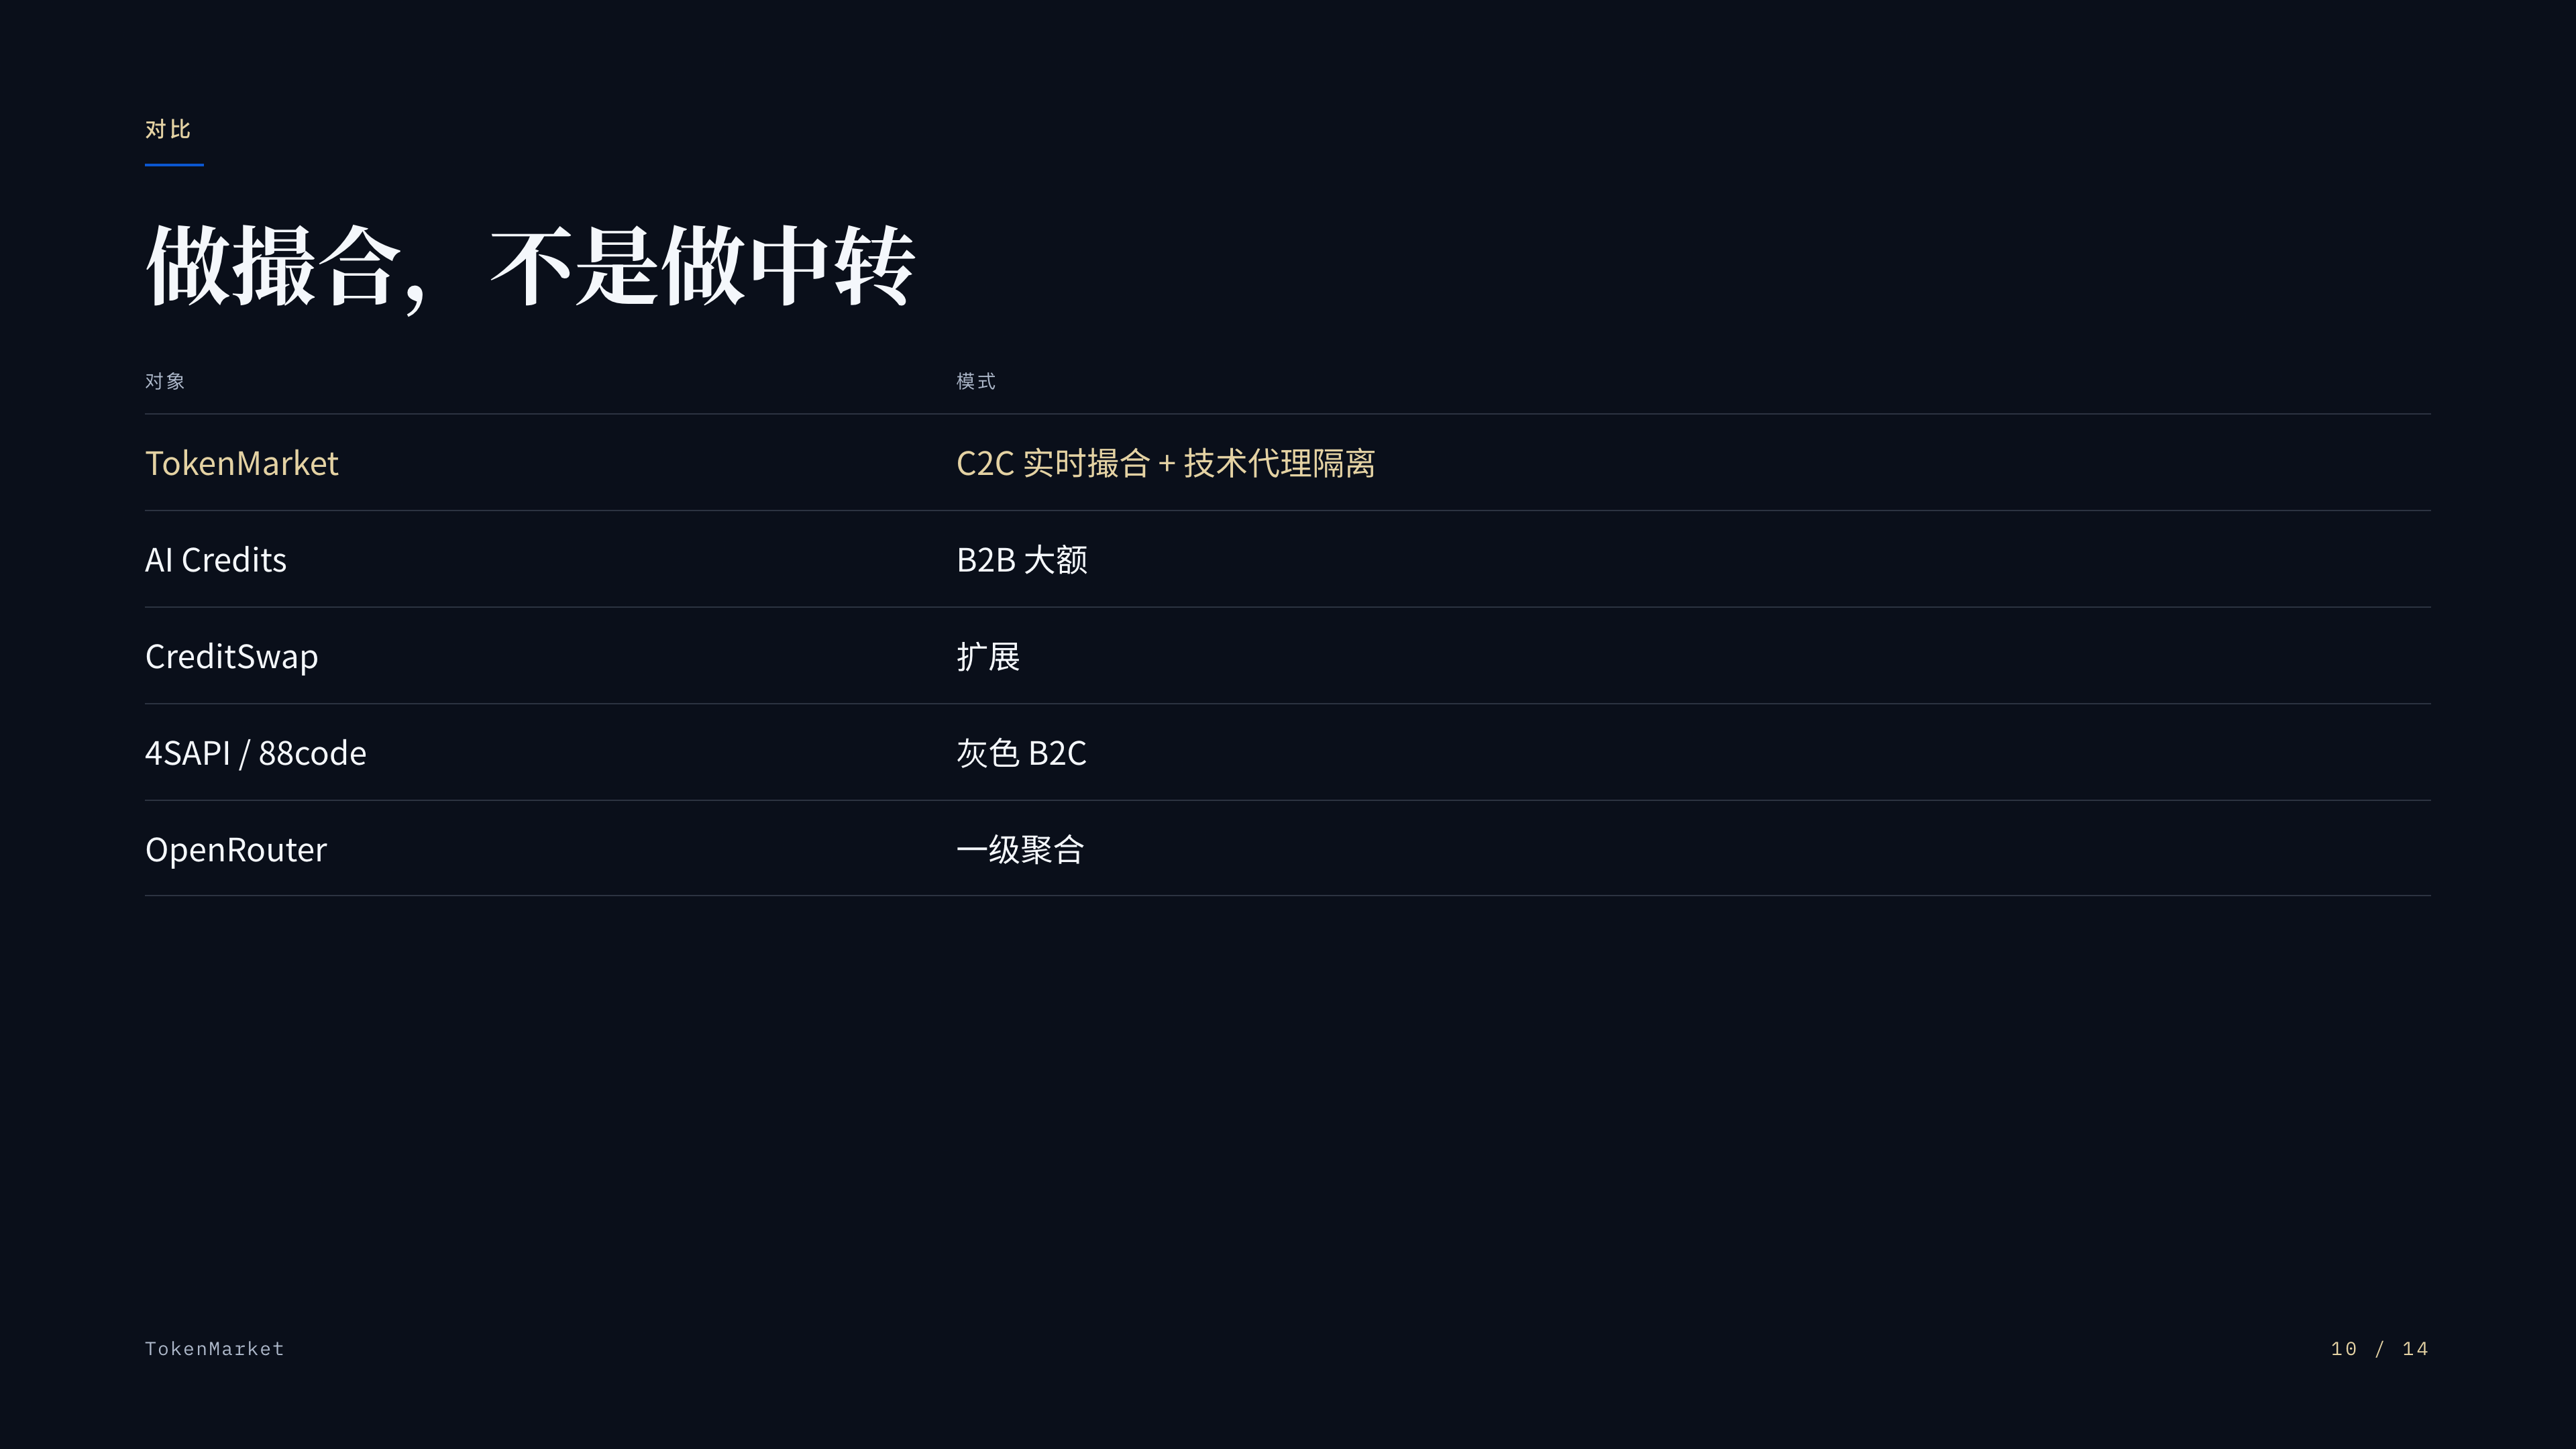 对比
做撮合，不是做中转
对象 模式
TokenMarket C2C 实时撮合 + 技术代理隔离
AI Credits B2B 大额
CreditSwap 扩展
4SAPI / 88code 灰色 B2C
OpenRouter 一级聚合
TokenMarket 10 / 14